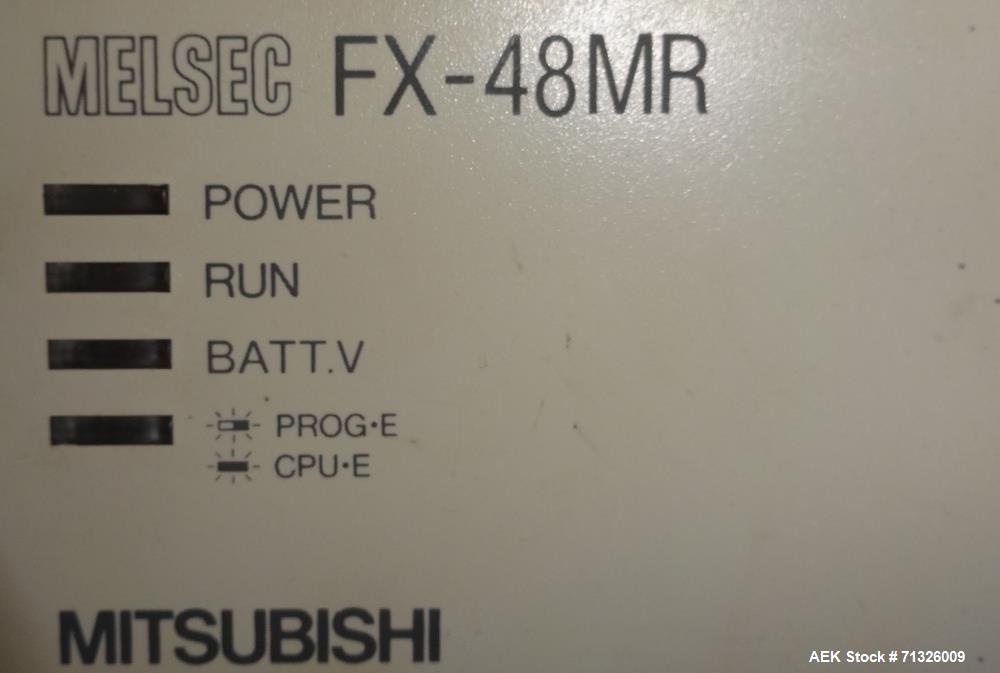 MELSEC FX-48MR
POWER
RUN
BATT.V
PROG•E
CPU•E
MITSUBISHI
AEK Stock # 71326009